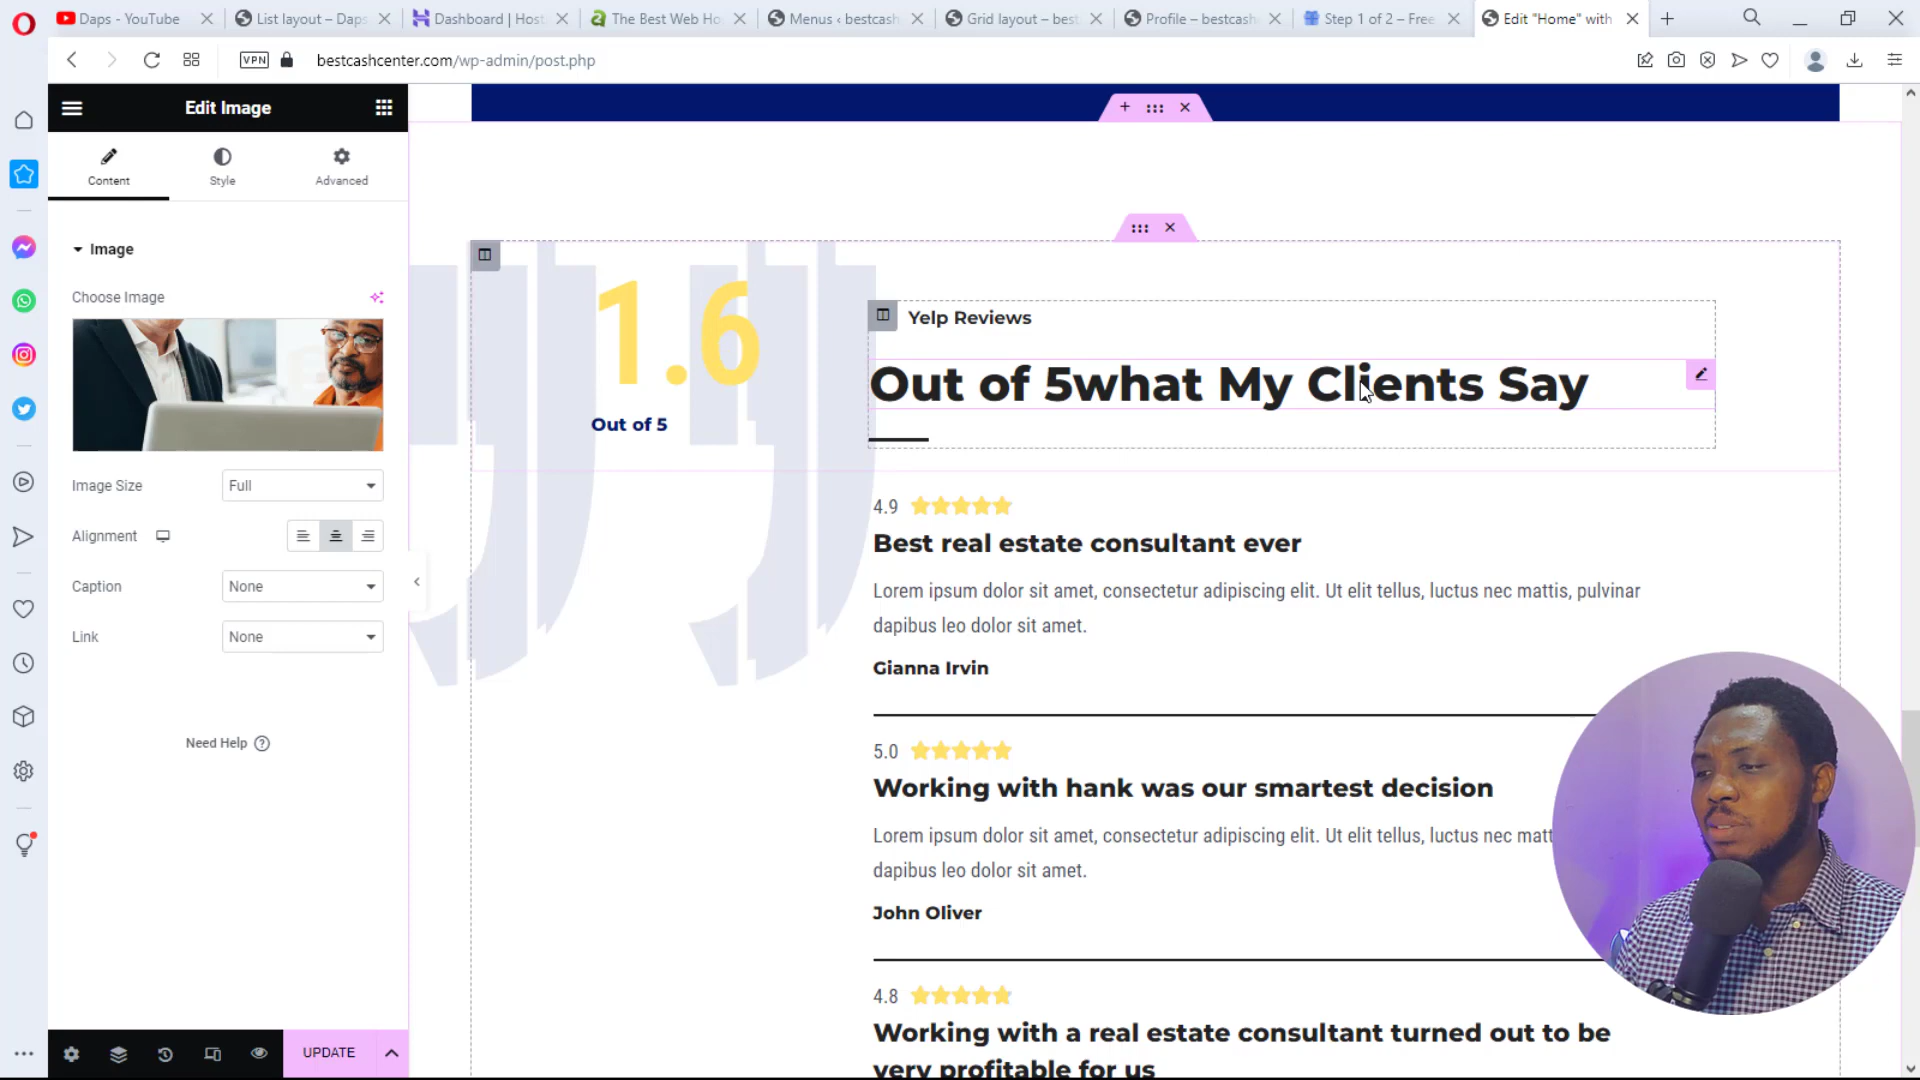 Daps - YouTube
List layout – Daps
Dashboard | Host
The Best Web Ho
Menus ‹ bestcash
Grid layout – best
Profile – bestcash
Step 1 of 2 – Free
Edit "Home" with
VPN
bestcashcenter.com/wp-admin/post.php
Edit Image
Content
Style
Advanced
Image
Choose Image
Image Size
Full
Alignment
Caption
None
Link
None
Need Help
UPDATE
1.6
Out of 5
Yelp Reviews
Out of 5what My Clients Say
4.9
Best real estate consultant ever
Lorem ipsum dolor sit amet, consectetur adipiscing elit. Ut elit tellus, luctus nec mattis, pulvinar
dapibus leo dolor sit amet.
Gianna Irvin
5.0
Working with hank was our smartest decision
Lorem ipsum dolor sit amet, consectetur adipiscing elit. Ut elit tellus, luctus nec matt
dapibus leo dolor sit amet.
John Oliver
4.8
Working with a real estate consultant turned out to be
very profitable for us